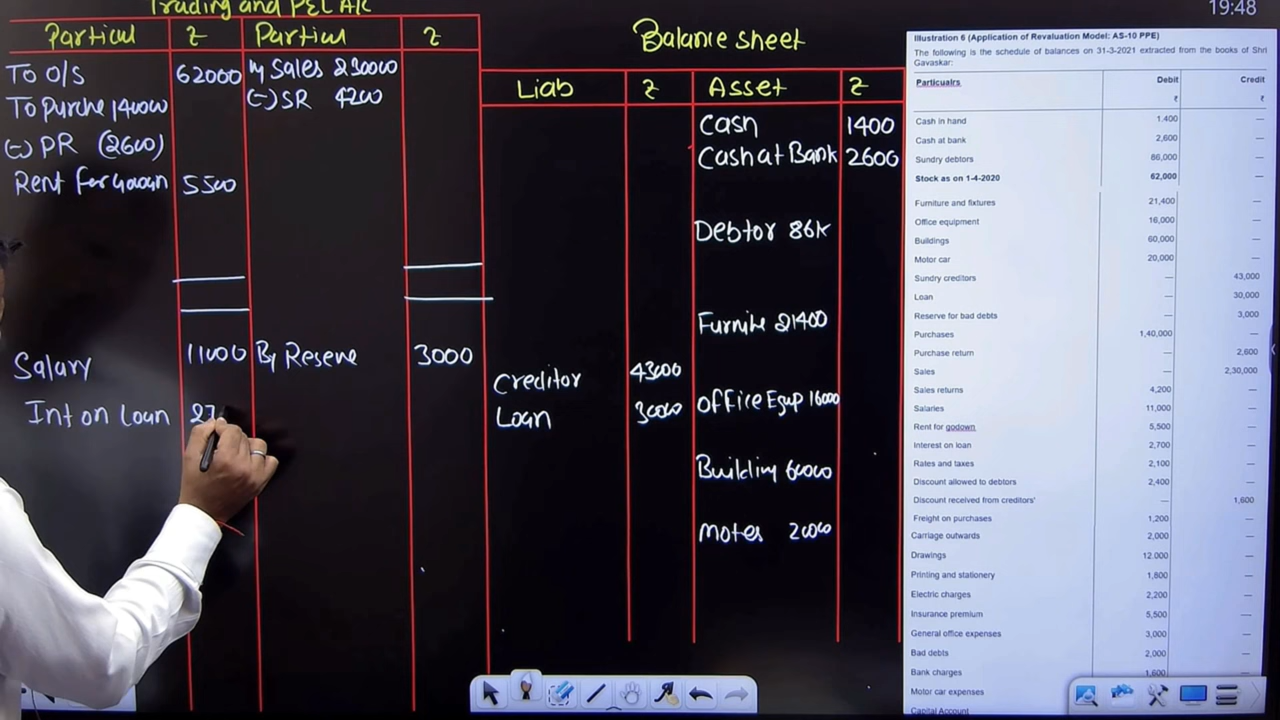 Trading and P&L A/c
19:48
Particul ₹ Particul ₹
To O/S 62000 By Sales 230000
(-) SR 4200
To Purche 140000
(-) PR (2600)
Rent for godown 5500
Salary 11000 By Reserve 3000
Int on Loan 27
Balance sheet
Liab ₹ Asset ₹
Cash 1400
Cash at Bank 2600
Debtor 86k
Furnite 21400
Creditor 43000
Loan 30000
Office Equp 16000
Building 60000
Motes 20000
Illustration 6 (Application of Revaluation Model: AS-10 PPE)
The following is the schedule of balances on 31-3-2021 extracted from the books of Shri
Gavaskar:
Particuairs Debit Credit
₹ ₹
Cash in hand 1.400 —
Cash at bank 2,600 —
Sundry debtors 86,000 —
Stock as on 1-4-2020 62,000 —
Furniture and fixtures 21,400 —
Office equipment 16,000 —
Buildings 60,000 —
Motor car 20,000 —
Sundry creditors — 43,000
Loan — 30,000
Reserve for bad debts — 3,000
Purchases 1,40,000 —
Purchase return — 2,600
Sales — 2,30,000
Sales returns 4,200 —
Salaries 11,000 —
Rent for godown 5,500 —
Interest on loan 2,700 —
Rates and taxes 2,100 —
Discount allowed to debtors 2,400 —
Discount received from creditors' — 1,600
Freight on purchases 1,200 —
Carriage outwards 2,000 —
Drawings 12.000 —
Printing and stationery 1,800 —
Electric charges 2,200 —
Insurance premium 5,500 —
General office expenses 3,000 —
Bad debts 2,000 —
Bank charges 1,600 —
Motor car expenses
Capital Account